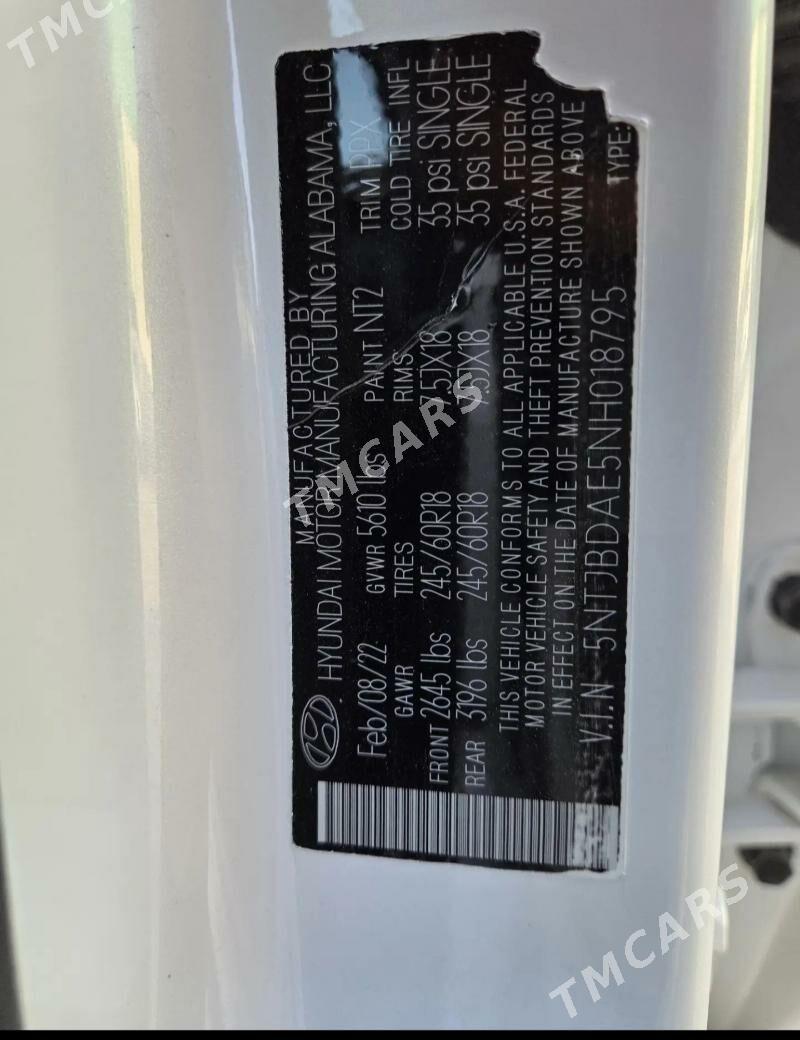 TMCARS
MANUFACTURED BY
HYUNDAI MOTOR MANUFACTURING ALABAMA, LLC
Feb/08/22 GVWR 5610 lbs PAINT NT2 TRIM PPX
GAWR TIRES RIMS COLD TIRE INFL
FRONT 2645 lbs 245/60R18 7.5JX18 35 psi SINGLE
REAR 3196 lbs 245/60R18 7.5JX18 35 psi SINGLE
THIS VEHICLE CONFORMS TO ALL APPLICABLE U.S.A. FEDERAL
MOTOR VEHICLE SAFETY AND THEFT PREVENTION STANDARDS
IN EFFECT ON THE DATE OF MANUFACTURE SHOWN ABOVE
V.I.N 5NTJBDAE5NH018795 TYPE:
TMCARS
TMCARS